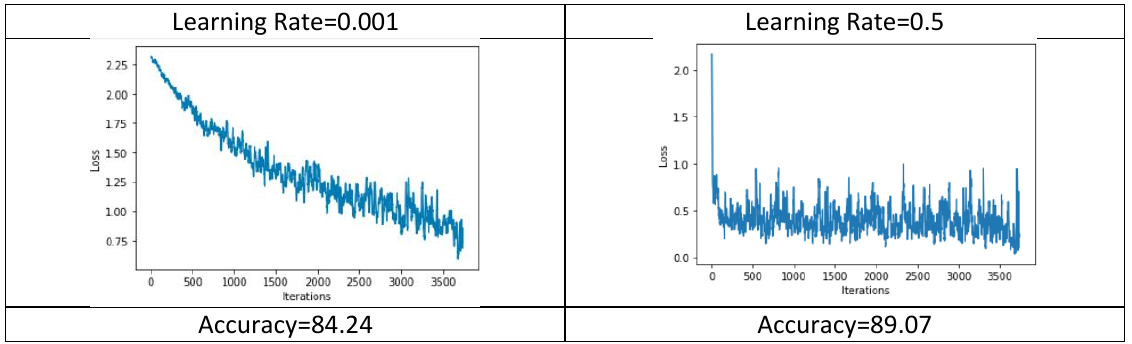 Learning Rate=0.001
Learning Rate=0.5
2.25
2.00
1.75
1.50
1.25
1.00
0.75
Loss
0 500 1000 1500 2000 2500 3000 3500
Iterations
2.0
1.5
1.0
0.5
0.0
Loss
0 500 1000 1500 2000 2500 3000 3500
Iterations
Accuracy=84.24
Accuracy=89.07